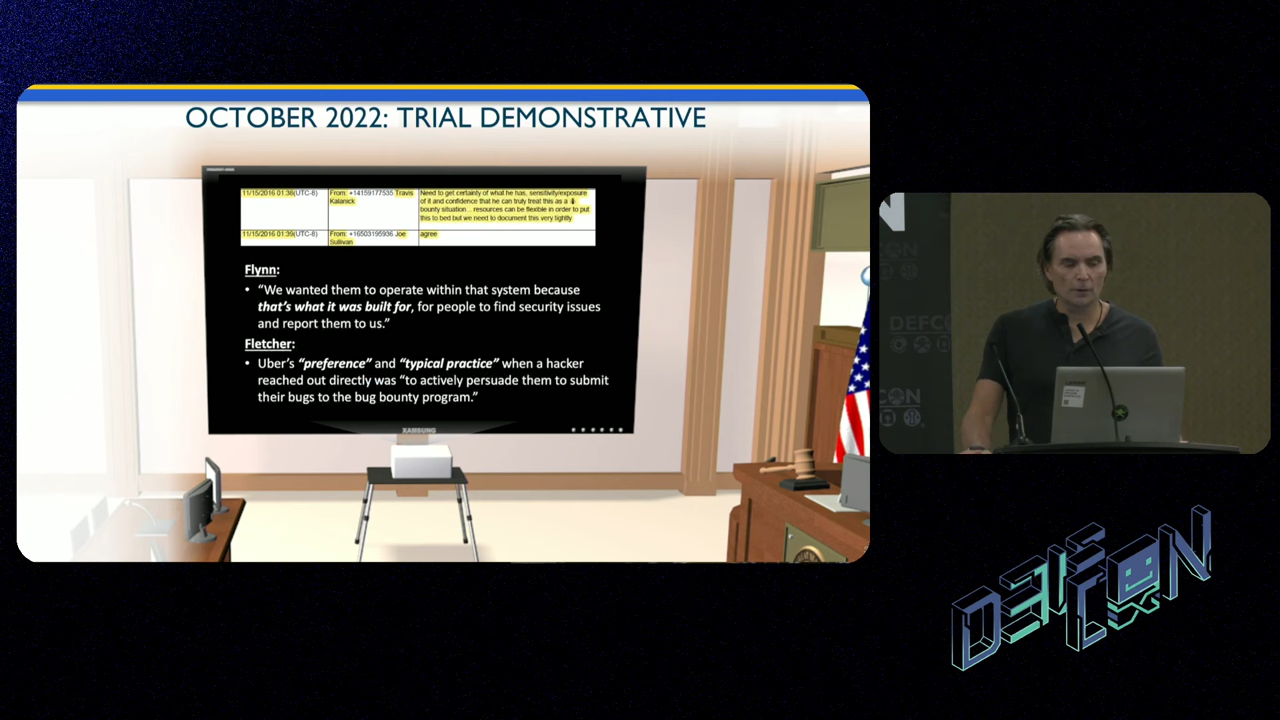 OCTOBER 2022: TRIAL DEMONSTRATIVE
11/15/2016 01:36(UTC-8) From: +14159177535 Travis Need to get certainty of what he has, sensitivity/exposure
Kalanick of it and confidence that he can truly treat this as a
bounty situation... resources can be flexible in order to put
this to bed but we need to document this very tightly
11/15/2016 01:39(UTC-8) From: +16503195936 Joe agree
Sullivan
Flynn:
• “We wanted them to operate within that system because
that’s what it was built for, for people to find security issues
and report them to us.”
Fletcher:
• Uber’s “preference” and “typical practice” when a hacker
reached out directly was “to actively persuade them to submit
their bugs to the bug bounty program.”
XAMSUNG
N
CON
DEFC
CON
DEFCON